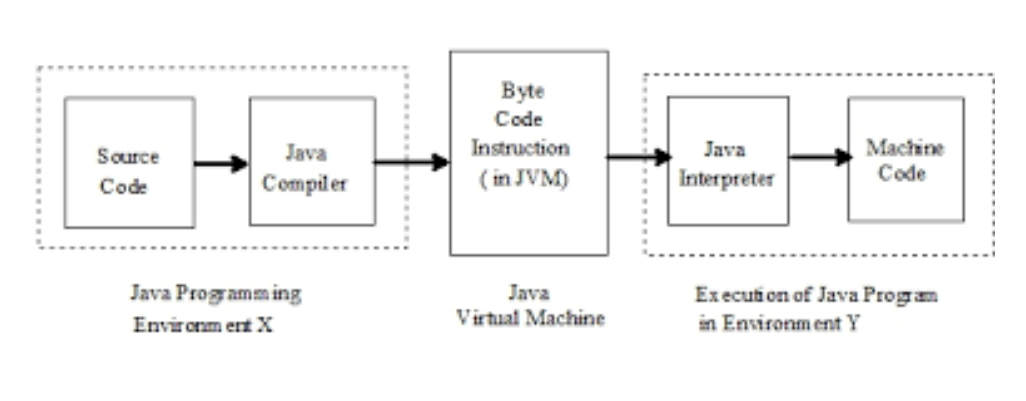 Source
Code
Java
Compiler
Byte
Code
Instruction
( in JVM)
Java
Interpreter
Machine
Code
Java Programming
Environment X
Java
Virtual Machine
Execution of Java Program
in Environment Y